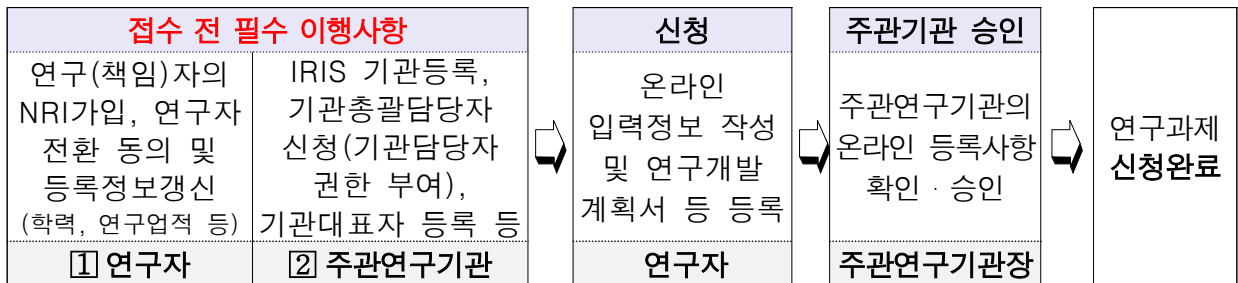 접수 전 필수 이행사항
연구(책임)자의
NRI가입, 연구자
전환 동의 및
등록정보갱신
(학력, 연구업적 등)
1 연구자
IRIS 기관등록,
기관총괄담당자
신청(기관담당자
권한 부여),
기관대표자 등록 등
2 주관연구기관
신청
온라인
입력정보 작성
및 연구개발
계획서 등 등록
연구자
주관기관 승인
주관연구기관의
온라인 등록사항
확인 · 승인
주관연구기관장
연구과제
신청완료